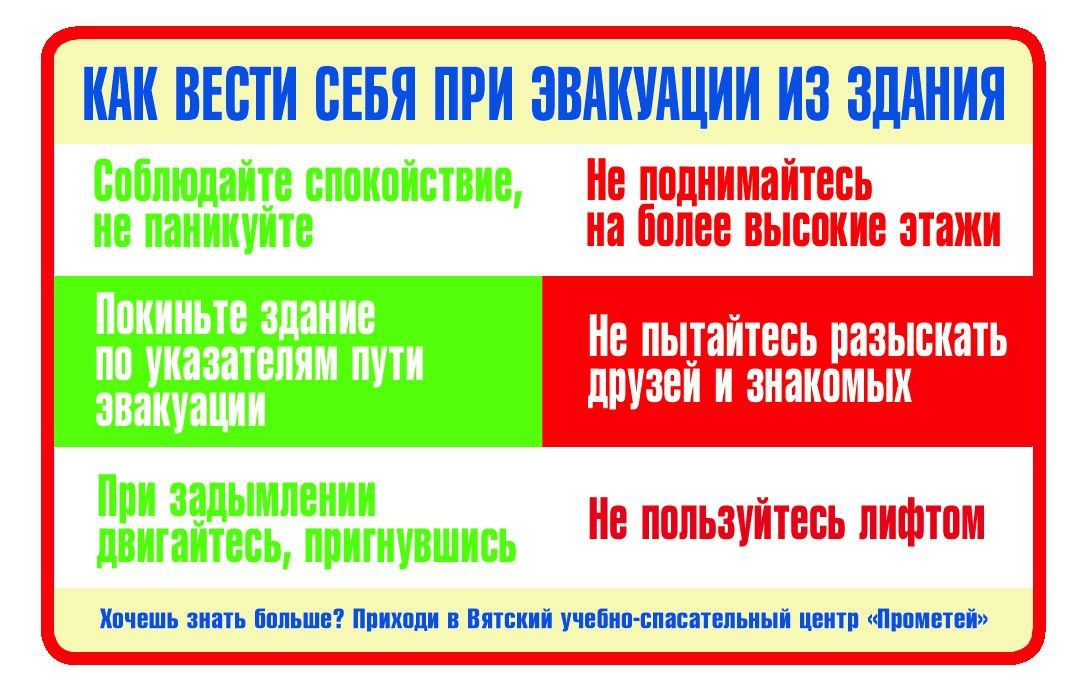 КАК ВЕСТИ СЕБЯ ПРИ ЭВАКУАЦИИ ИЗ ЗДАНИЯ
Соблюдайте спокойствие,
не паникуйте
Не поднимайтесь
на более высокие этажи
Покиньте здание
по указателям пути
эвакуации
Не пытайтесь разыскать
друзей и знакомых
При задымлении
двигайтесь, пригнувшись
Не пользуйтесь лифтом
Хочешь знать больше? Приходи в Вятский учебно-спасательный центр «Прометей»